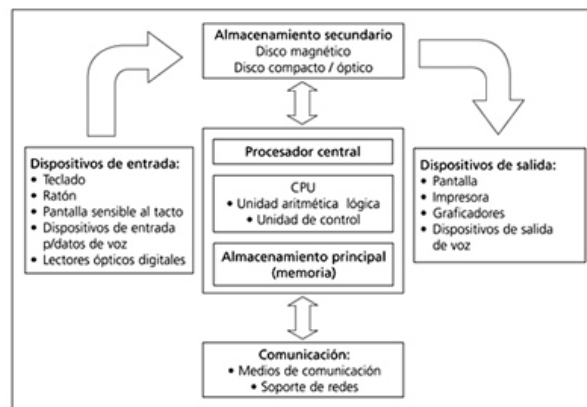 Almacenamiento secundario
Disco magnético
Disco compacto / óptico
Dispositivos de entrada:
• Teclado
• Ratón
• Pantalla sensible al tacto
• Dispositivos de entrada
p/datos de voz
• Lectores ópticos digitales
Procesador central
CPU
• Unidad aritmética lógica
• Unidad de control
Almacenamiento principal
(memoria)
Dispositivos de salida:
• Pantalla
• Impresora
• Graficadores
• Dispositivos de salida
de voz
Comunicación:
• Medios de comunicación
• Soporte de redes